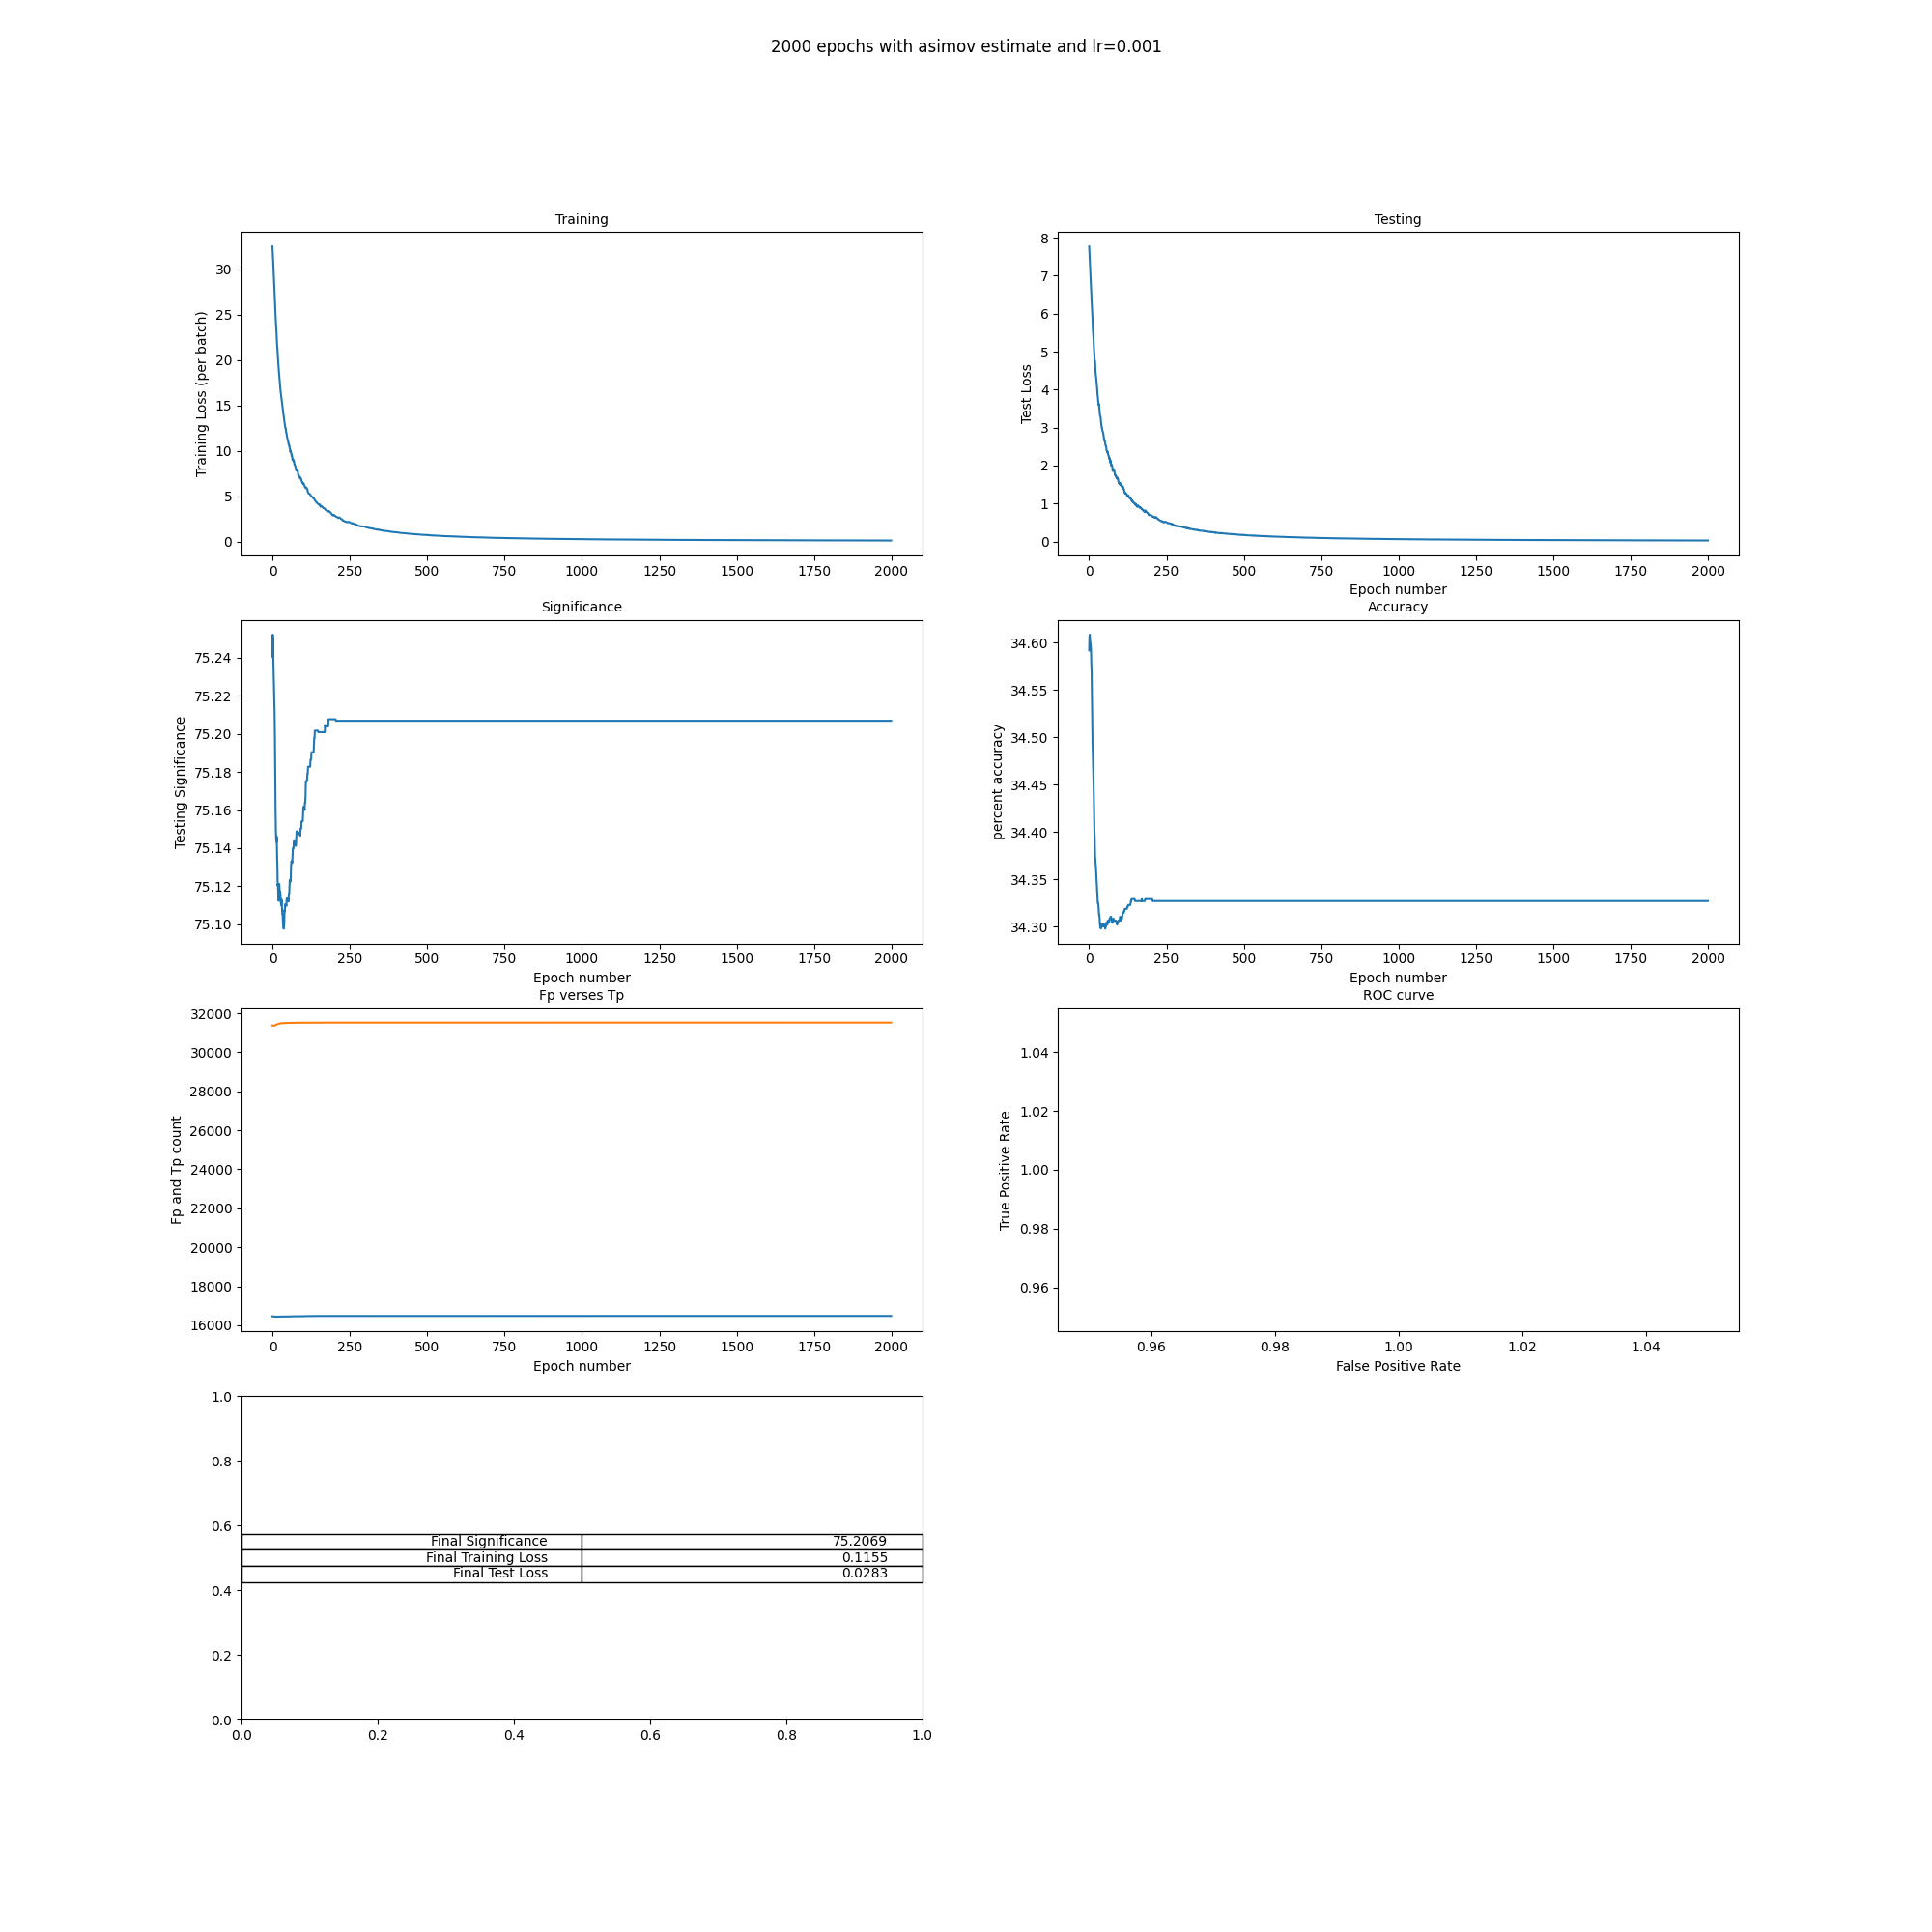 2000 epochs with asimov estimate and lr=0.001
Training
Training Loss (per batch)
30
25
20
15
10
5
0
0 250 500 750 1000 1250 1500 1750 2000
Testing
Test Loss
8
7
6
5
4
3
2
1
0
0 250 500 750 1000 1250 1500 1750 2000
Epoch number
Significance
Testing Significance
75.24
75.22
75.20
75.18
75.16
75.14
75.12
75.10
0 250 500 750 1000 1250 1500 1750 2000
Epoch number
Accuracy
percent accuracy
34.60
34.55
34.50
34.45
34.40
34.35
34.30
0 250 500 750 1000 1250 1500 1750 2000
Epoch number
Fp verses Tp
Fp and Tp count
32000
30000
28000
26000
24000
22000
20000
18000
16000
0 250 500 750 1000 1250 1500 1750 2000
Epoch number
ROC curve
True Positive Rate
1.04
1.02
1.00
0.98
0.96
0.96 0.98 1.00 1.02 1.04
False Positive Rate
1.0
0.8
0.6
Final Significance 75.2069
Final Training Loss 0.1155
Final Test Loss 0.0283
0.4
0.2
0.0
0.0 0.2 0.4 0.6 0.8 1.0